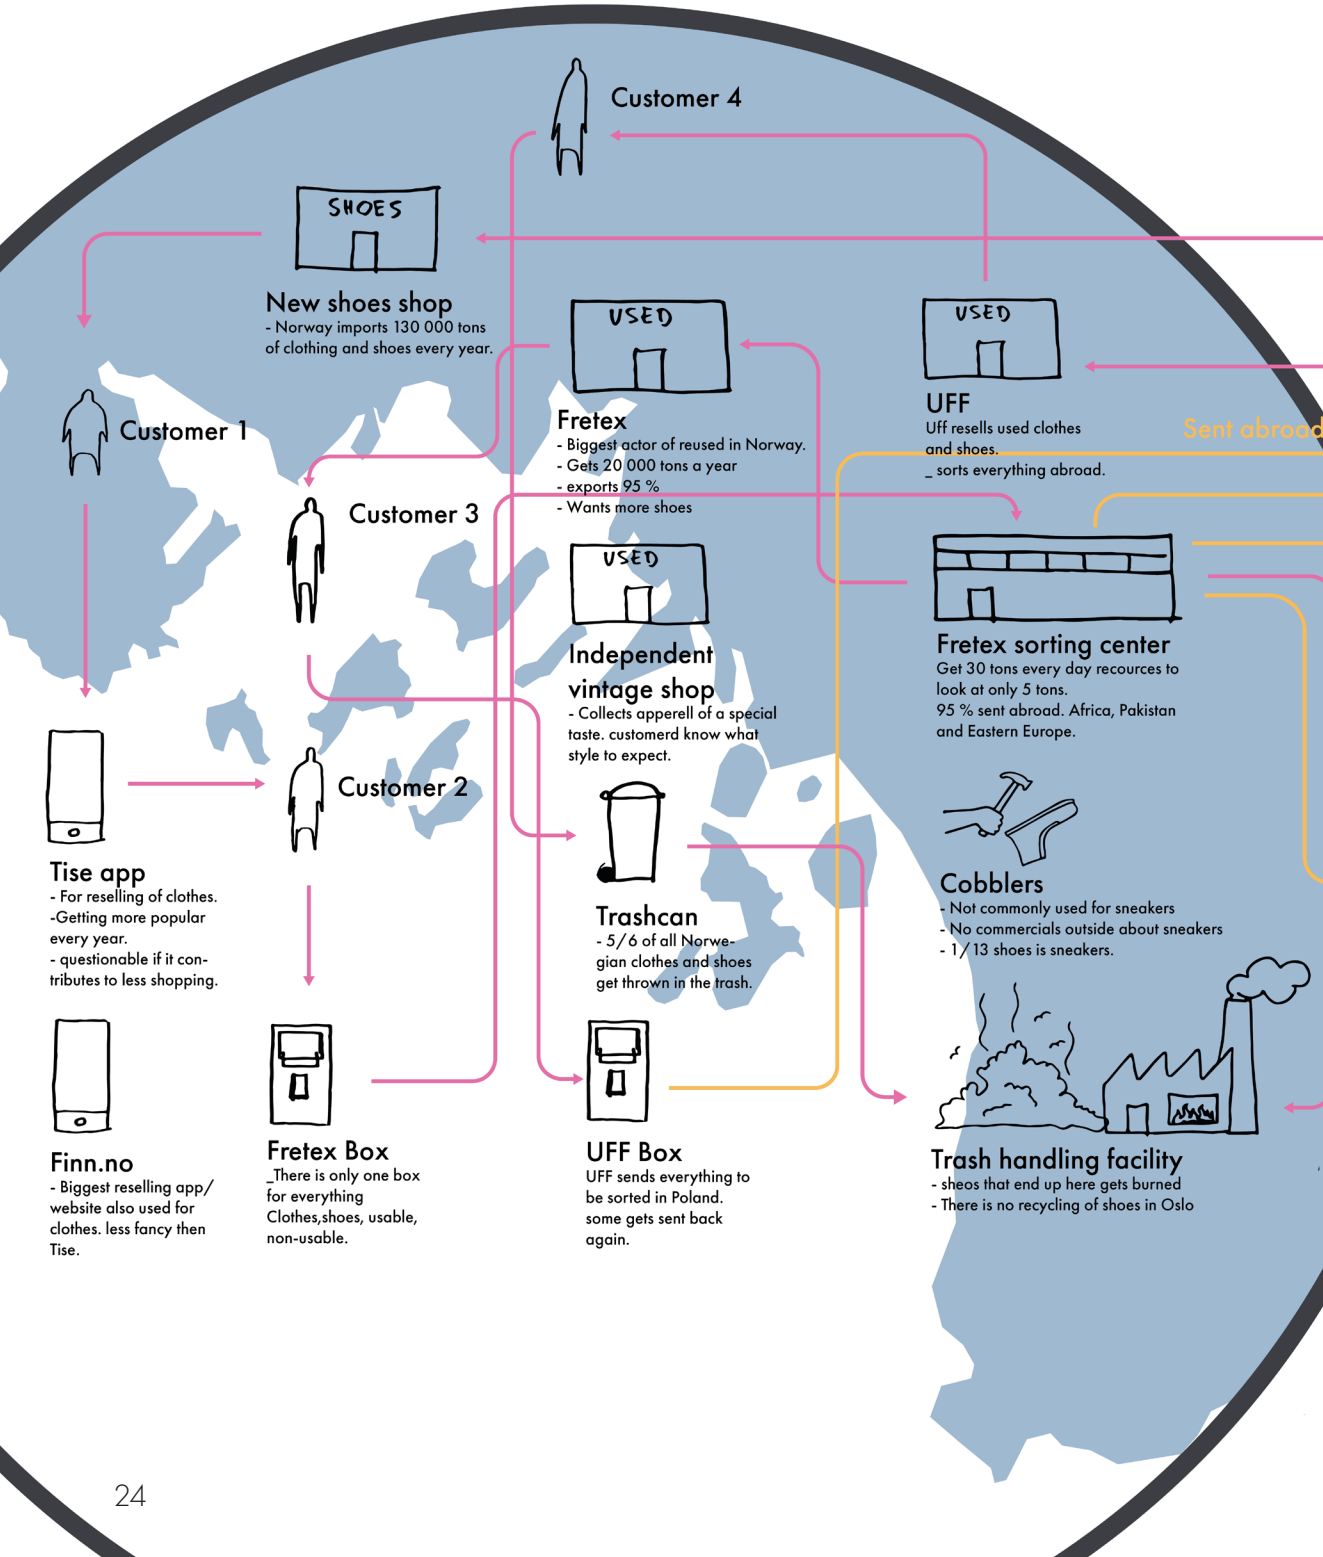 Customer 4
SHOES
New shoes shop
- Norway imports 130 000 tons
of clothing and shoes every year.
USED
Fretex
- Biggest actor of reused in Norway.
- Gets 20 000 tons a year
- exports 95 %
- Wants more shoes
USED
UFF
Uff resells used clothes
and shoes.
_ sorts everything abroad.
Sent abroad
Customer 1
Customer 3
USED
Independent
vintage shop
- Collects apperell of a special
taste. customerd know what
style to expect.
Fretex sorting center
Get 30 tons every day recources to
look at only 5 tons.
95 % sent abroad. Africa, Pakistan
and Eastern Europe.
Customer 2
Tise app
- For reselling of clothes.
-Getting more popular
every year.
- questionable if it con-
tributes to less shopping.
Trashcan
- 5/6 of all Norwe-
gian clothes and shoes
get thrown in the trash.
Cobblers
- Not commonly used for sneakers
- No commercials outside about sneakers
- 1/13 shoes is sneakers.
Finn.no
- Biggest reselling app/
website also used for
clothes. less fancy then
Tise.
Fretex Box
_There is only one box
for everything
Clothes,shoes, usable,
non-usable.
UFF Box
UFF sends everything to
be sorted in Poland.
some gets sent back
again.
Trash handling facility
- sheos that end up here gets burned
- There is no recycling of shoes in Oslo
24